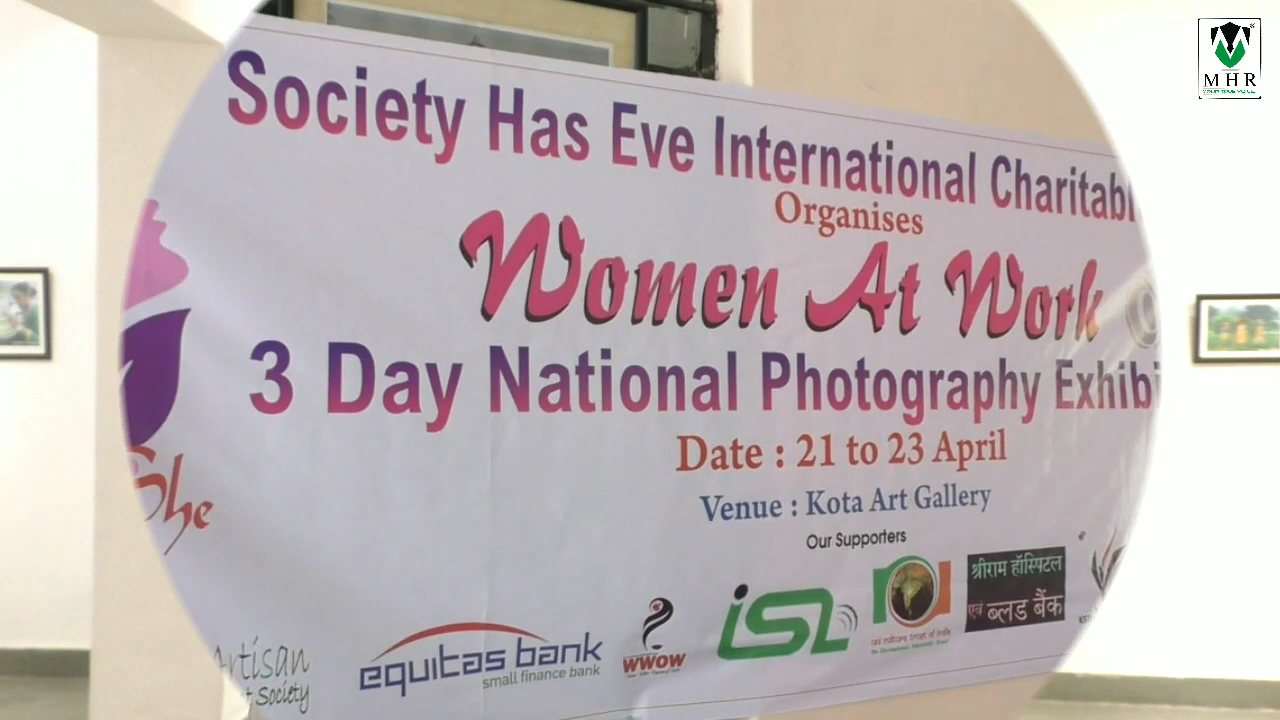 MHR
Society Has Eve International Charitabl
Organises
Women At Work
3 Day National Photography Exhibi
Date : 21 to 23 April
Venue : Kota Art Gallery
Our Supporters
She
Artisan
Society
equitas bank
small finance bank
WWOW
iSL
श्रीराम हॉस्पिटल
एवं ब्लड बैंक